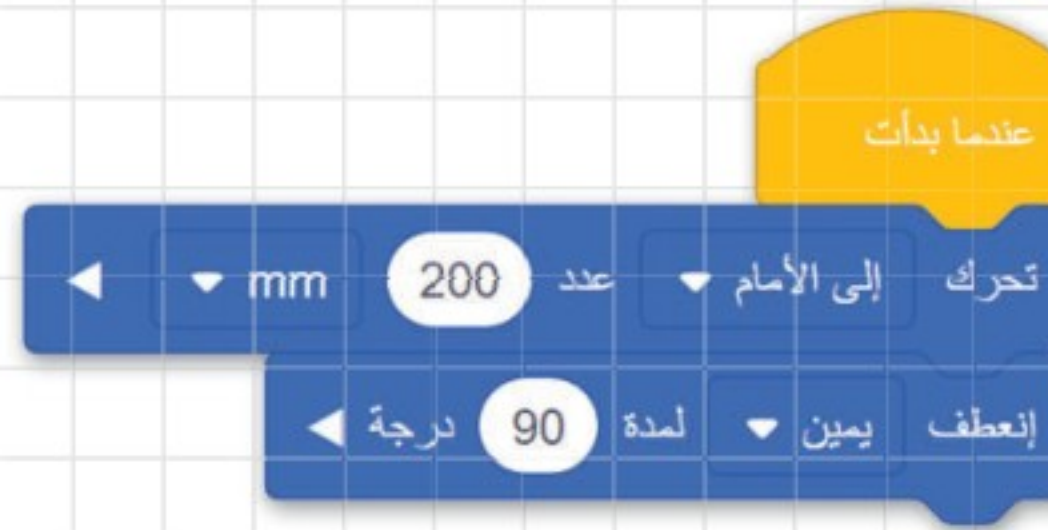 عندما بدأت
تحرك إلى الأمام عدد 200 mm
إنعطف يمين لمدة 90 درجة